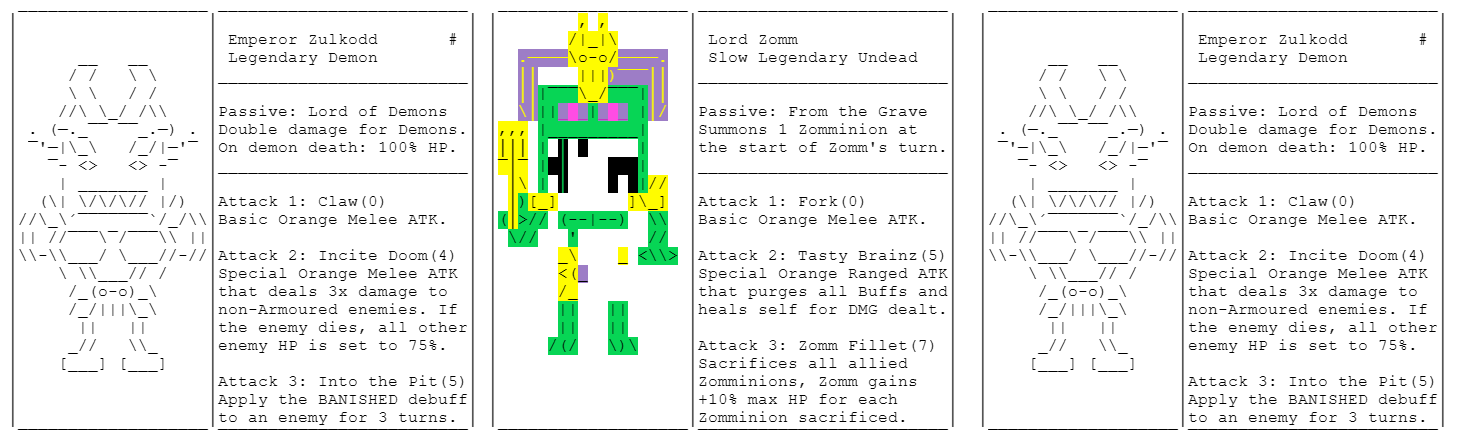 Emperor Zulkodd #
Legendary Demon
Passive: Lord of Demons
Double damage for Demons.
On demon death: 100% HP.
Attack 1: Claw(0)
Basic Orange Melee ATK.
Attack 2: Incite Doom(4)
Special Orange Melee ATK
that deals 3x damage to
non-Armoured enemies. If
the enemy dies, all other
enemy HP is set to 75%.
Attack 3: Into the Pit(5)
Apply the BANISHED debuff
to an enemy for 3 turns.
Lord Zomm
Slow Legendary Undead
Passive: From the Grave
Summons 1 Zomminion at
the start of Zomm's turn.
Attack 1: Fork(0)
Basic Orange Melee ATK.
Attack 2: Tasty Brainz(5)
Special Orange Ranged ATK
that purges all Buffs and
heals self for DMG dealt.
Attack 3: Zomm Fillet(7)
Sacrifices all allied
Zomminions, Zomm gains
+10% max HP for each
Zomminion sacrificed.
Emperor Zulkodd #
Legendary Demon
Passive: Lord of Demons
Double damage for Demons.
On demon death: 100% HP.
Attack 1: Claw(0)
Basic Orange Melee ATK.
Attack 2: Incite Doom(4)
Special Orange Melee ATK
that deals 3x damage to
non-Armoured enemies. If
the enemy dies, all other
enemy HP is set to 75%.
Attack 3: Into the Pit(5)
Apply the BANISHED debuff
to an enemy for 3 turns.